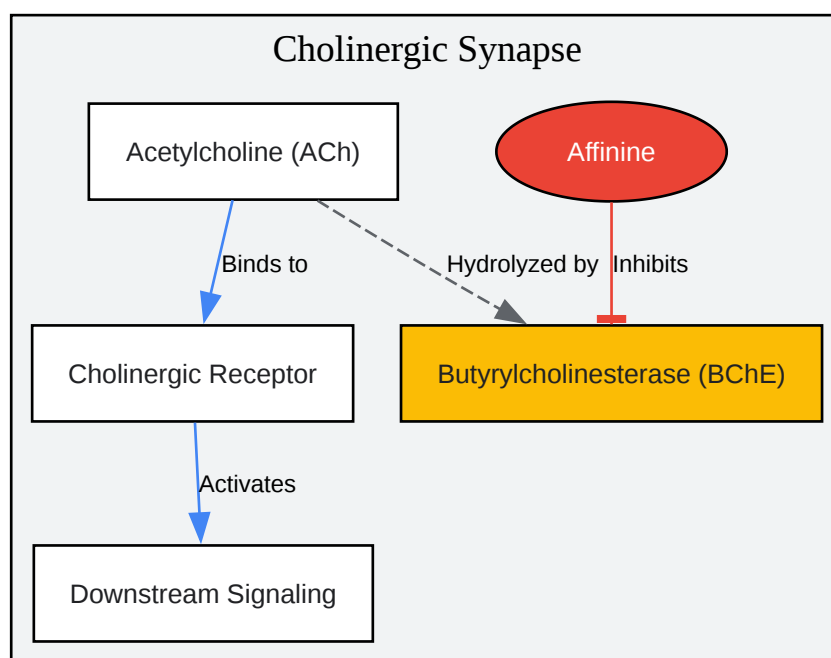 Cholinergic Synapse
Acetylcholine (ACh)
Affinine
Binds to
Hydrolyzed by
Inhibits
Cholinergic Receptor
Butyrylcholinesterase (BChE)
Activates
Downstream Signaling